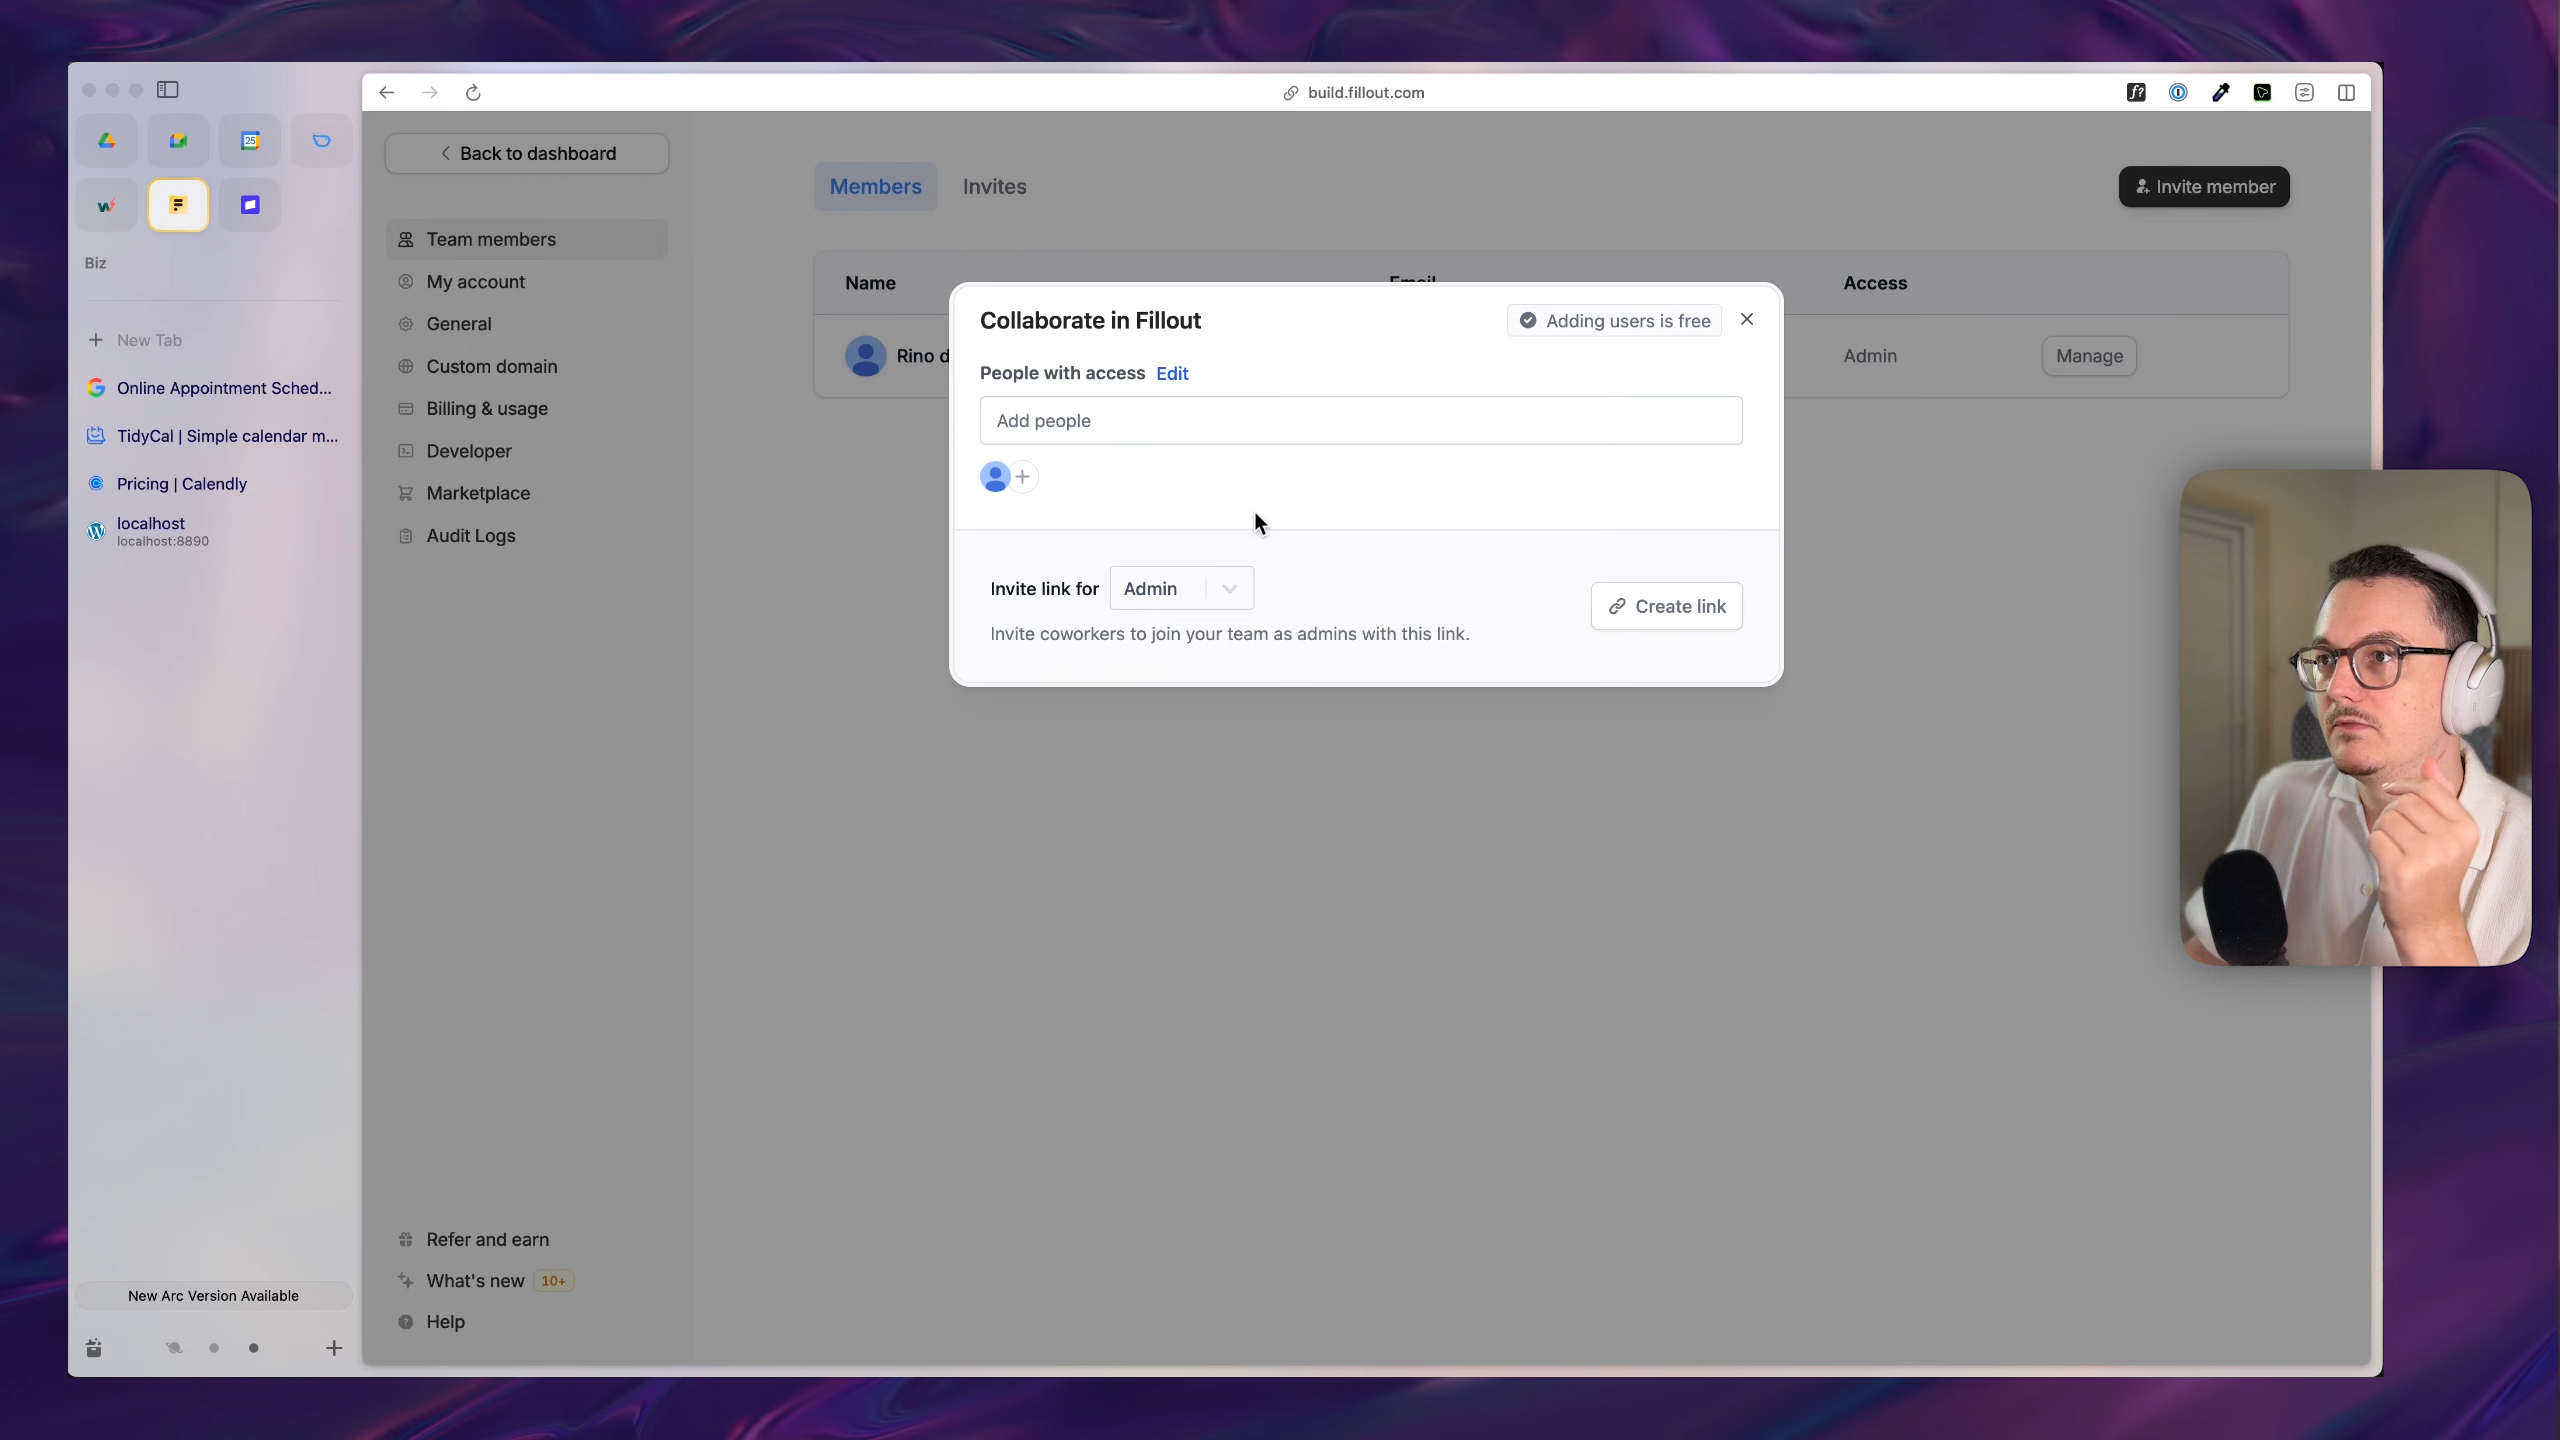 build.fillout.com
25
Biz
New Tab
Online Appointment Sched...
TidyCal | Simple calendar m...
Pricing | Calendly
localhost
localhost:8890
New Arc Version Available
Back to dashboard
Team members
My account
General
Custom domain
Billing & usage
Developer
Marketplace
Audit Logs
Refer and earn
What's new 10+
Help
Members Invites
Invite member
Name Email Access
Rino d
Admin Manage
Collaborate in Fillout
Adding users is free
People with access Edit
Add people
Invite link for Admin
Invite coworkers to join your team as admins with this link.
Create link